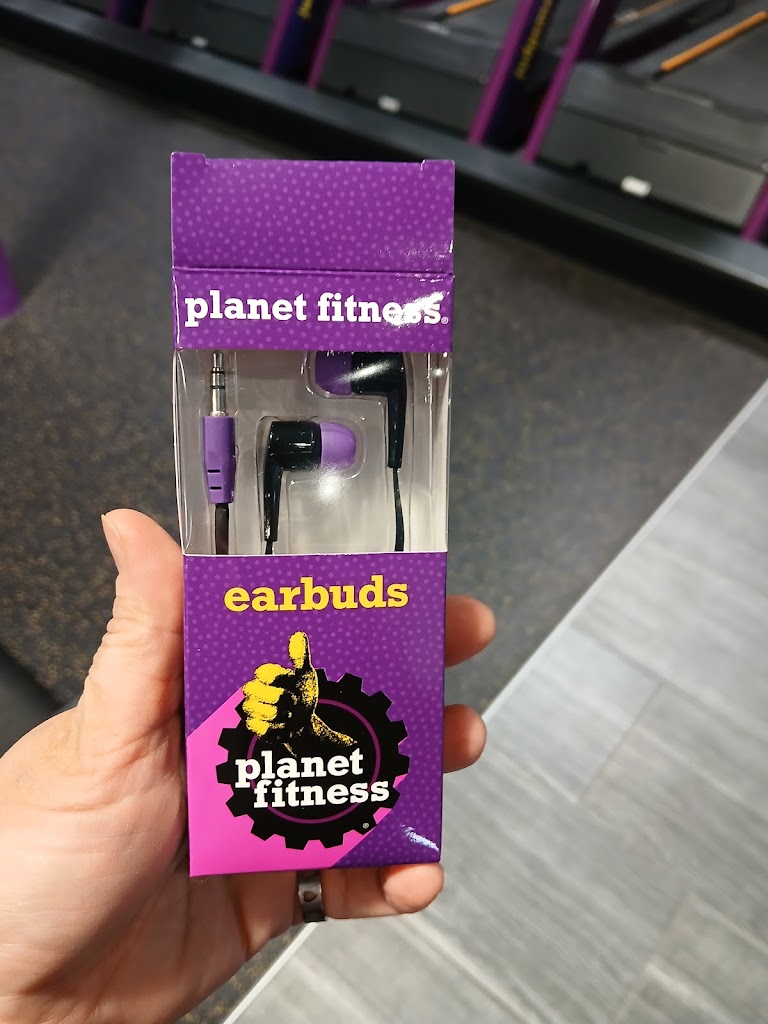 planet fitness®
earbuds
planet
fitness
®